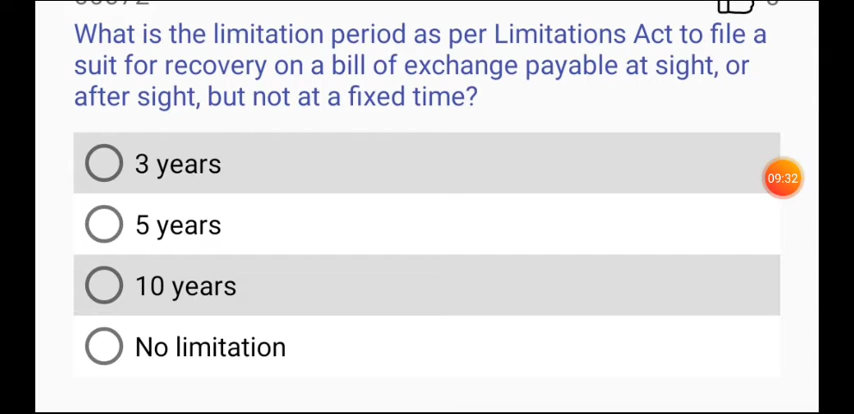 What is the limitation period as per Limitations Act to file a
suit for recovery on a bill of exchange payable at sight, or
after sight, but not at a fixed time?
3 years
09:32
5 years
10 years
No limitation